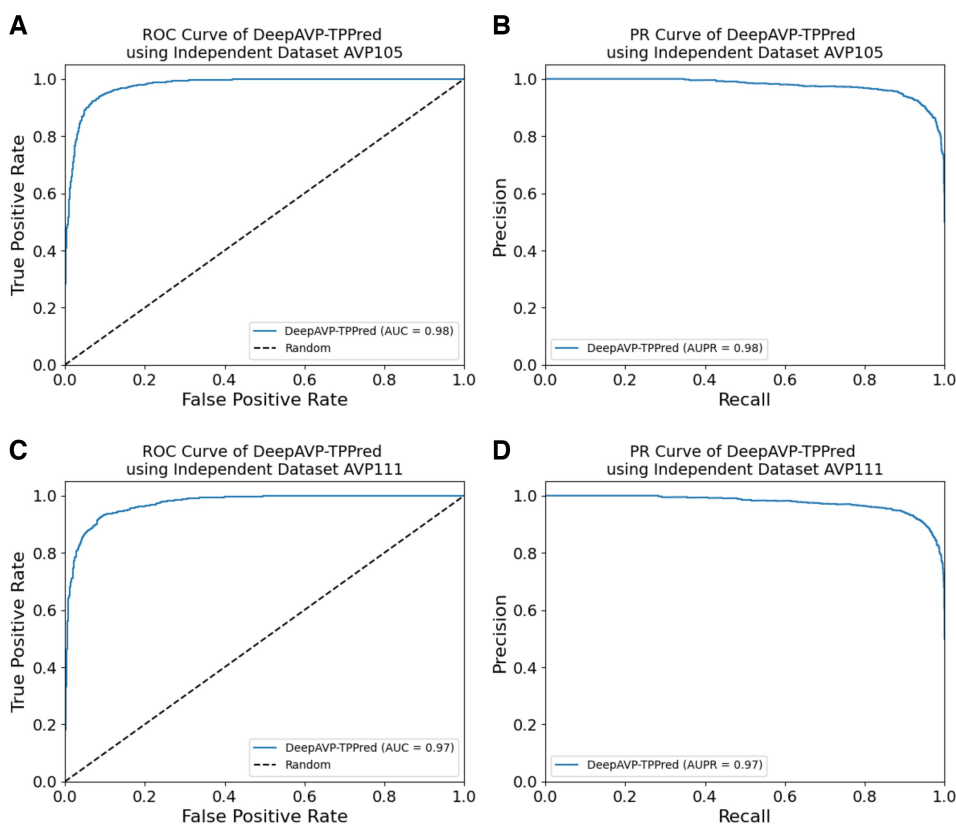 A
ROC Curve of DeepAVP-TPPred
using Independent Dataset AVP105
True Positive Rate
1.0
0.8
0.6
0.4
0.2
0.0
DeepAVP-TPPred (AUC = 0.98)
Random
0.0 0.2 0.4 0.6 0.8 1.0
False Positive Rate
B
PR Curve of DeepAVP-TPPred
using Independent Dataset AVP105
Precision
1.0
0.8
0.6
0.4
0.2
0.0
DeepAVP-TPPred (AUPR = 0.98)
0.0 0.2 0.4 0.6 0.8 1.0
Recall
C
ROC Curve of DeepAVP-TPPred
using Independent Dataset AVP111
True Positive Rate
1.0
0.8
0.6
0.4
0.2
0.0
DeepAVP-TPPred (AUC = 0.97)
Random
0.0 0.2 0.4 0.6 0.8 1.0
False Positive Rate
D
PR Curve of DeepAVP-TPPred
using Independent Dataset AVP111
Precision
1.0
0.8
0.6
0.4
0.2
0.0
DeepAVP-TPPred (AUPR = 0.97)
0.0 0.2 0.4 0.6 0.8 1.0
Recall